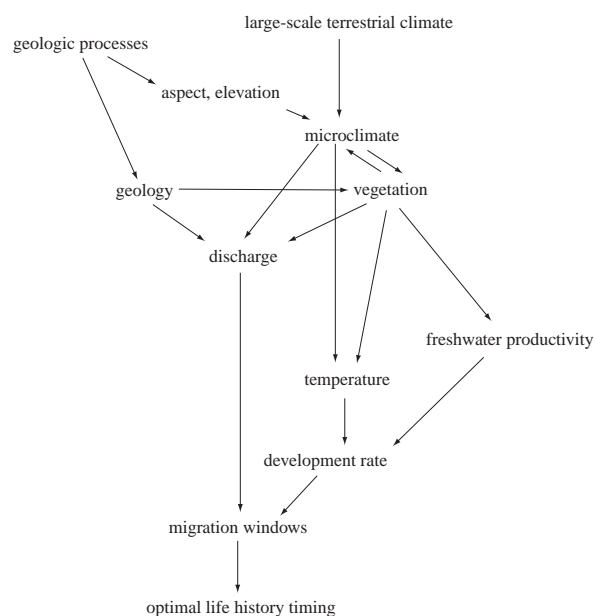 large-scale terrestrial climate
geologic processes
aspect, elevation
microclimate
geology
vegetation
discharge
freshwater productivity
temperature
development rate
migration windows
optimal life history timing